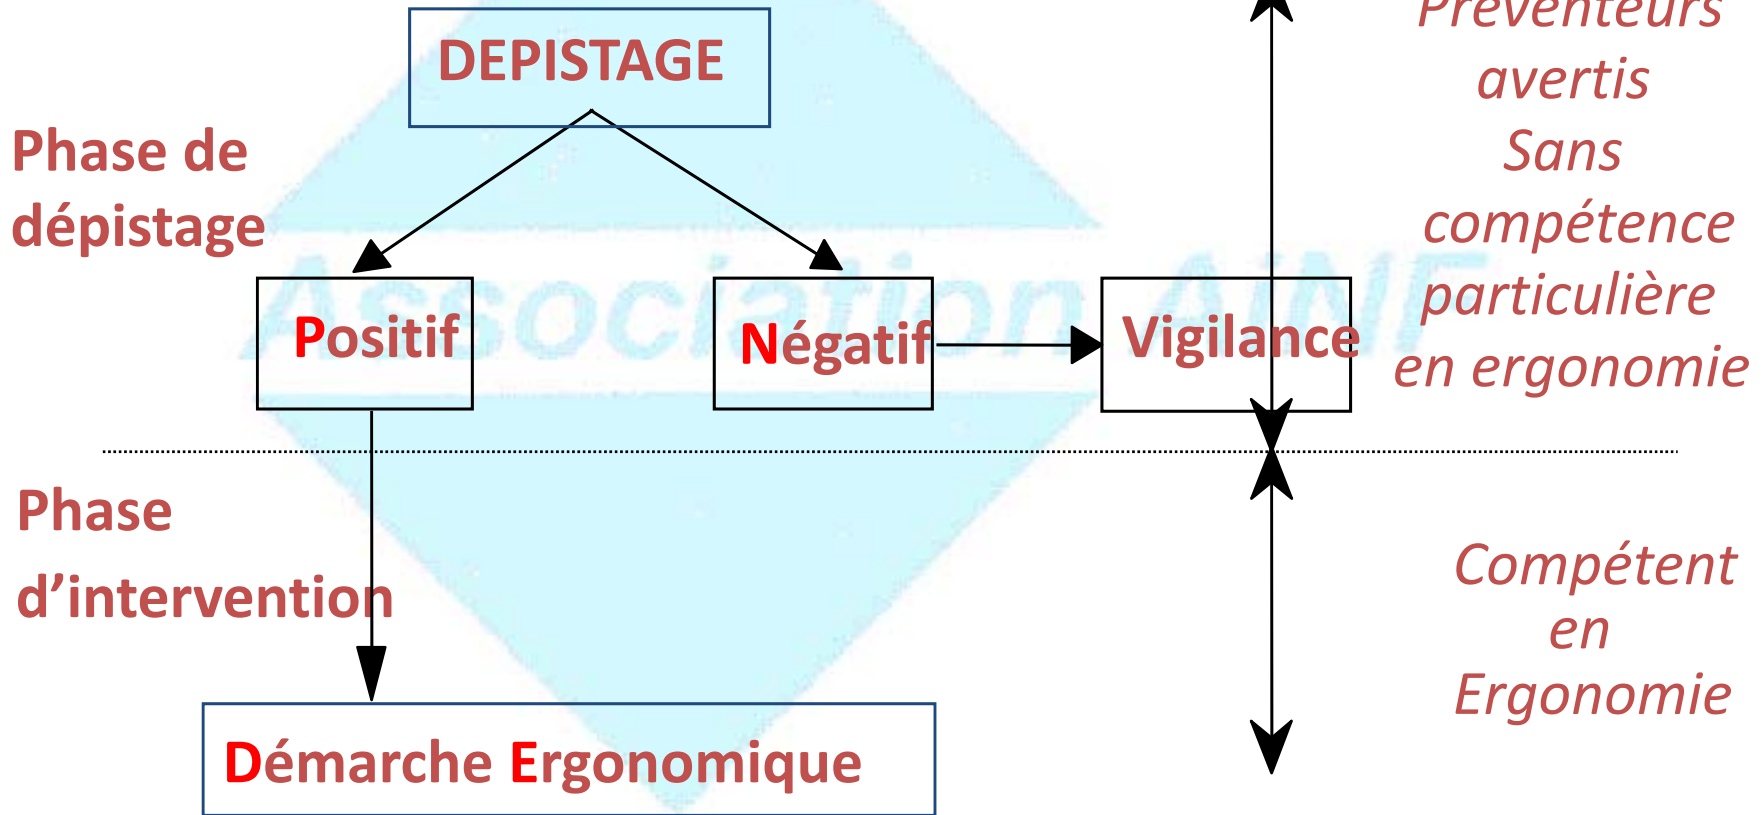 Préventeurs
avertis
Sans
compétence
particulière
en ergonomie
DEPISTAGE
Phase de
dépistage
Positif
Négatif
Vigilance
Association AINF
Phase
d’intervention
Compétent
en
Ergonomie
Démarche Ergonomique